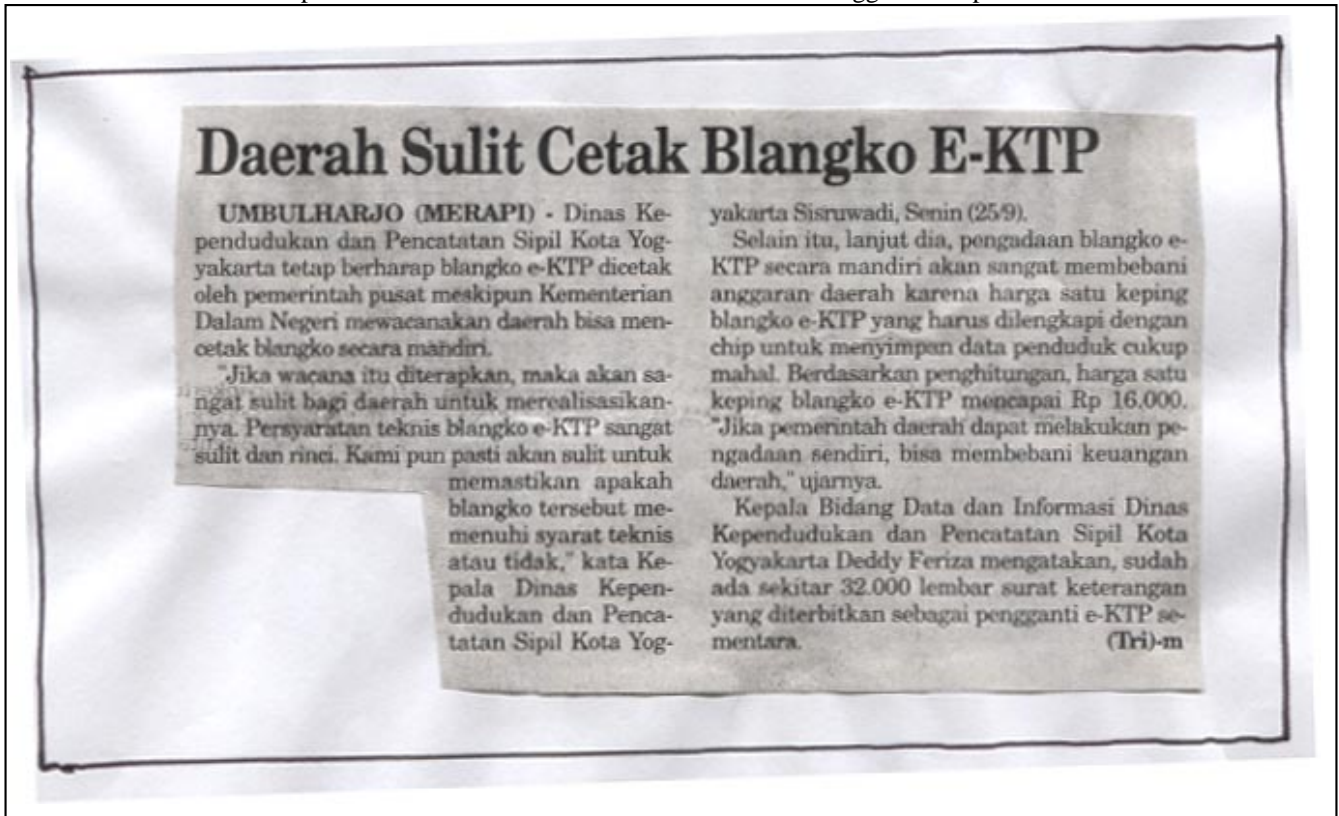 Daerah Sulit Cetak Blangko E-KTP
UMBULHARJO (MERAPI) - Dinas Ke-
pendudukan dan Pencatatan Sipil Kota Yog-
yakarta tetap berharap blangko e-KTP dicetak
oleh pemerintah pusat meskipun Kementerian
Dalam Negeri mewacanakan daerah bisa men-
cetak blangko secara mandiri.
"Jika wacana itu diterapkan, maka akan sa-
ngat sulit bagi daerah untuk merealisasikan-
nya. Persyaratan teknis blangko e-KTP sangat
sulit dan rinci. Kami pun pasti akan sulit untuk
memastikan apakah
blangko tersebut me-
menuhi syarat teknis
atau tidak," kata Ke-
pala Dinas Kepen-
dudukan dan Penca-
tatan Sipil Kota Yog-
yakarta Sisruwadi, Senin (25/9).
Selain itu, lanjut dia, pengadaan blangko e-
KTP secara mandiri akan sangat membebani
anggaran daerah karena harga satu keping
blangko e-KTP yang harus dilengkapi dengan
chip untuk menyimpan data penduduk cukup
mahal. Berdasarkan penghitungan, harga satu
keping blangko e-KTP mencapai Rp 16.000.
"Jika pemerintah daerah dapat melakukan pe-
ngadaan sendiri, bisa membebani keuangan
daerah," ujarnya.
Kepala Bidang Data dan Informasi Dinas
Kependudukan dan Pencatatan Sipil Kota
Yogyakarta Deddy Feriza mengatakan, sudah
ada sekitar 32.000 lembar surat keterangan
yang diterbitkan sebagai pengganti e-KTP se-
mentara. (Tri)-m